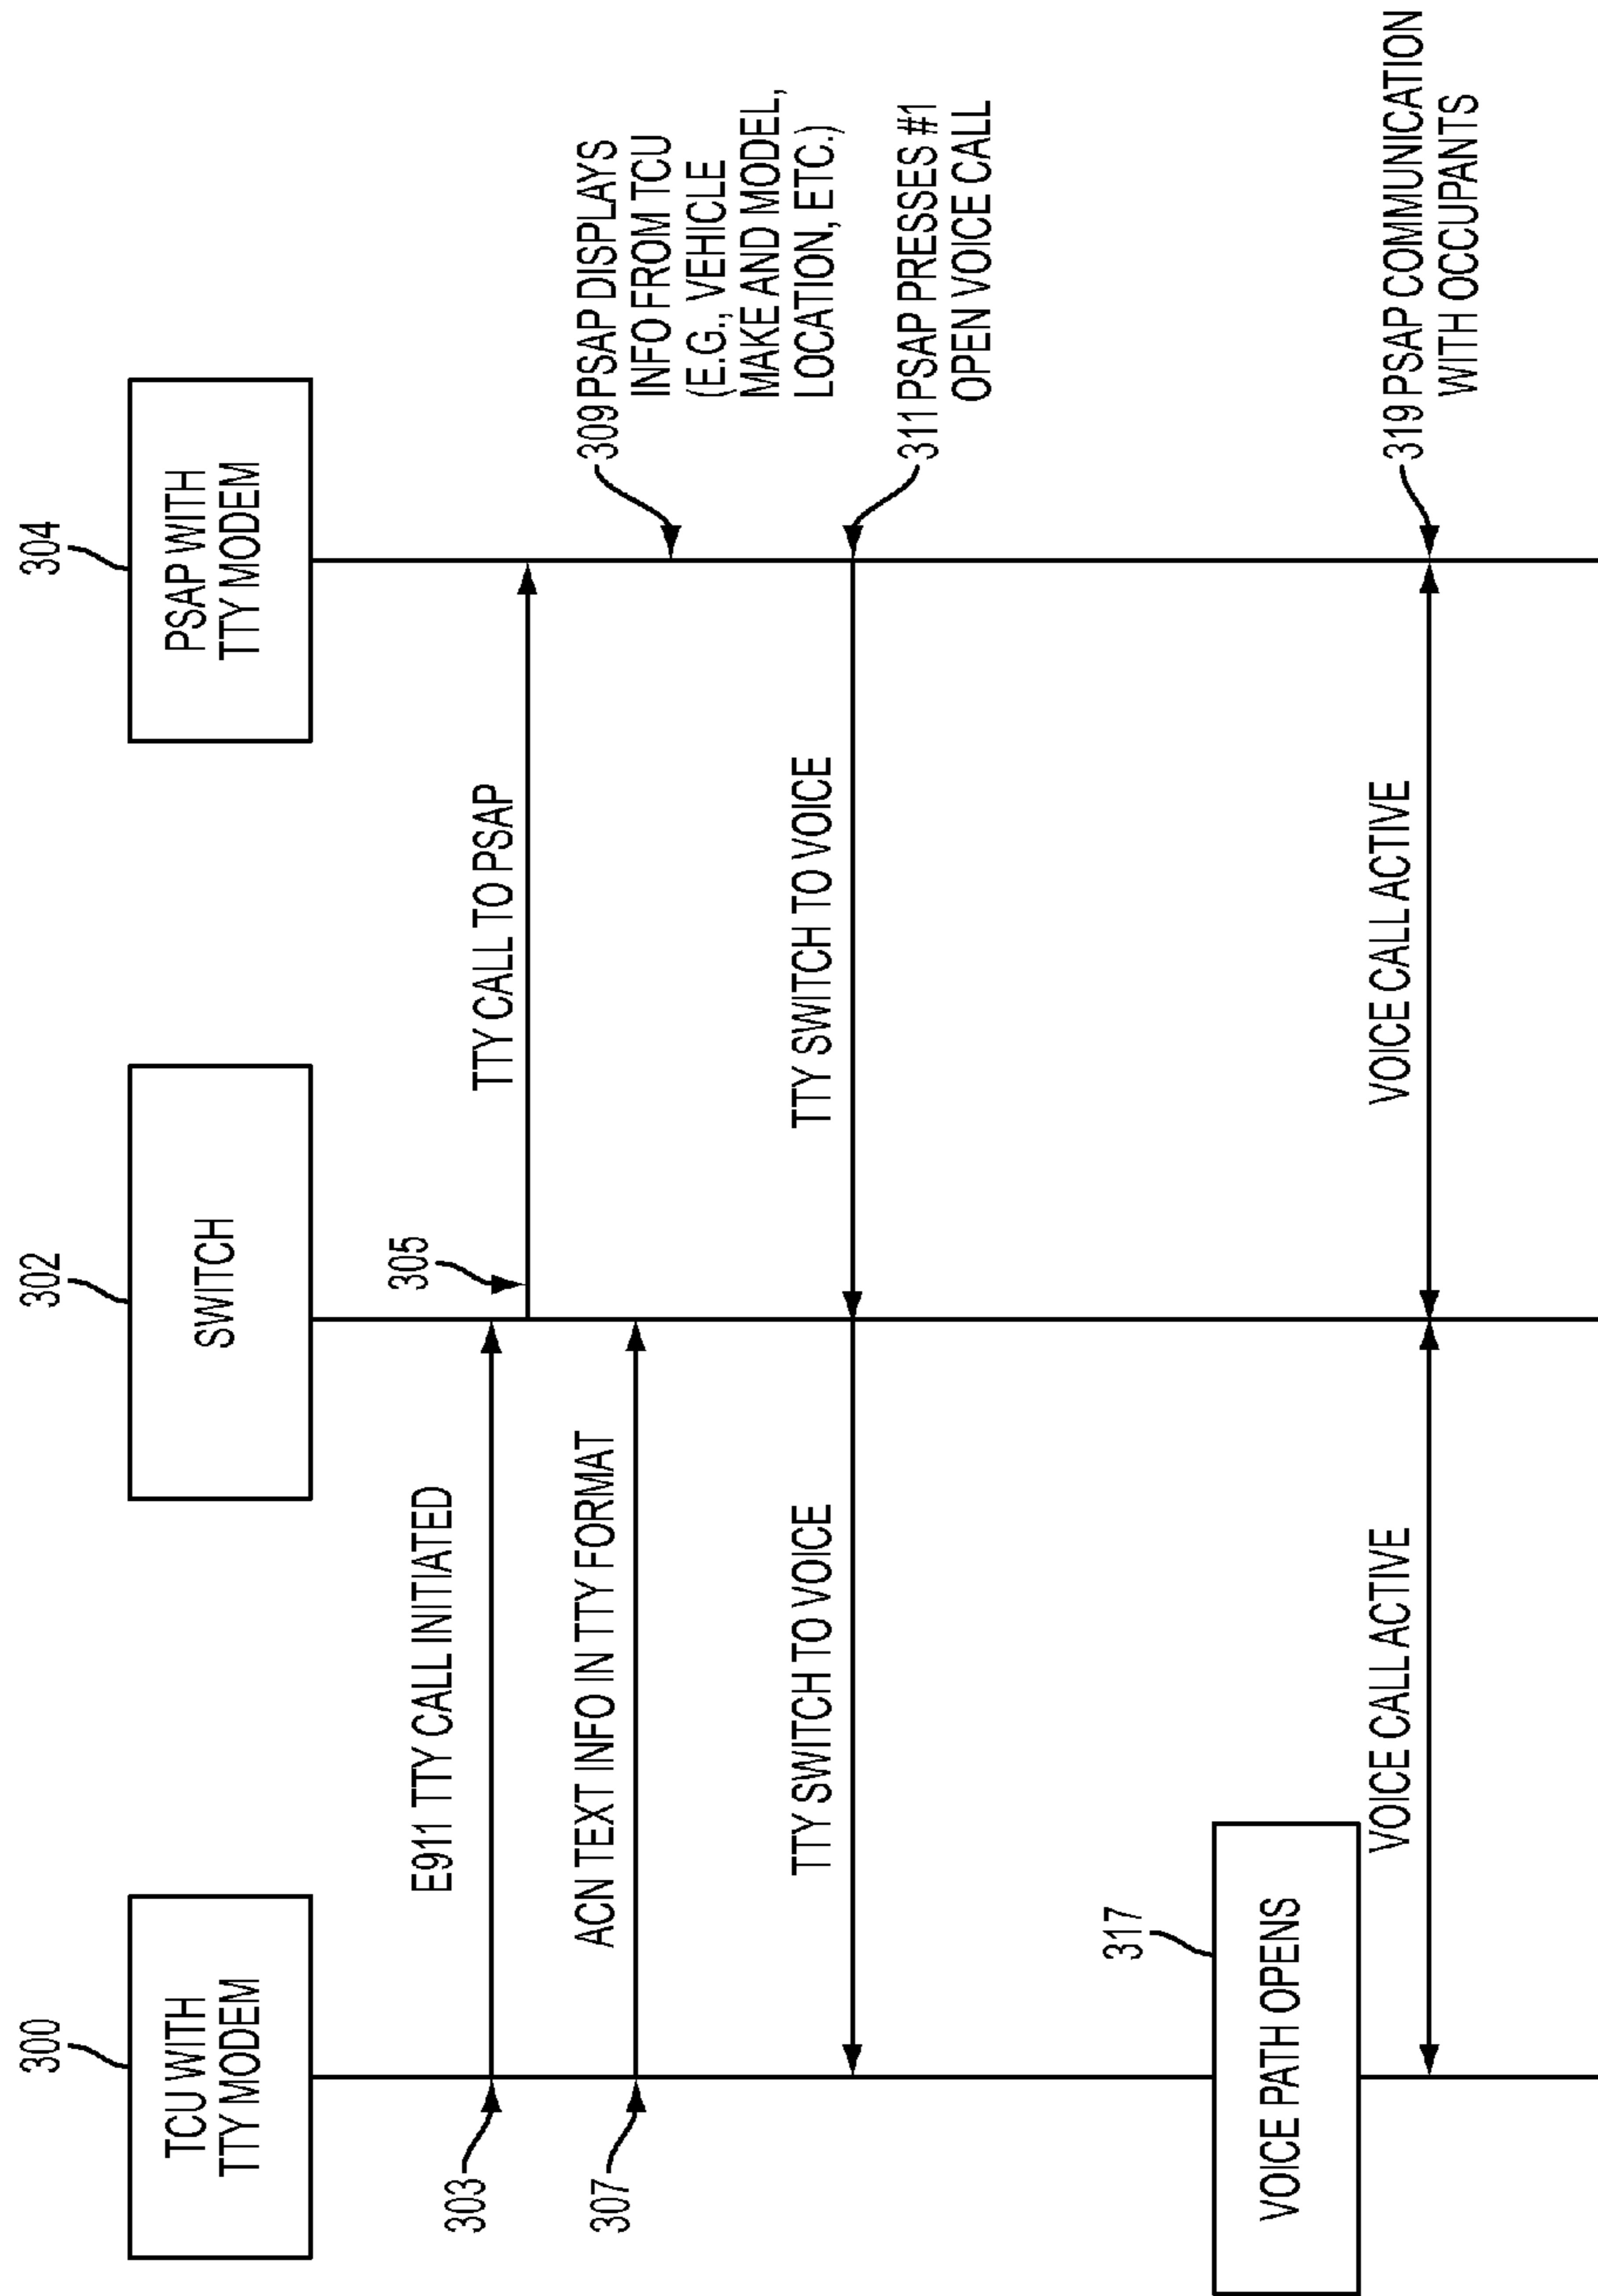 300
302
304
TCU WITH
TTY MODEM
SWITCH
PSAP WITH
TTY MODEM
303
E911 TTY CALL INITIATED
305
TTY CALL TO PSAP
307
ACN TEXT INFO IN TTY FORMAT
309 PSAP DISPLAYS
INFO FROM TCU
(E.G., VEHICLE
MAKE AND MODEL,
LOCATION, ETC.)
TTY SWITCH TO VOICE
TTY SWITCH TO VOICE
311 PSAP PRESSES #1
OPEN VOICE CALL
317
VOICE PATH OPENS
VOICE CALL ACTIVE
VOICE CALL ACTIVE
319 PSAP COMMUNICATION
WITH OCCUPANTS